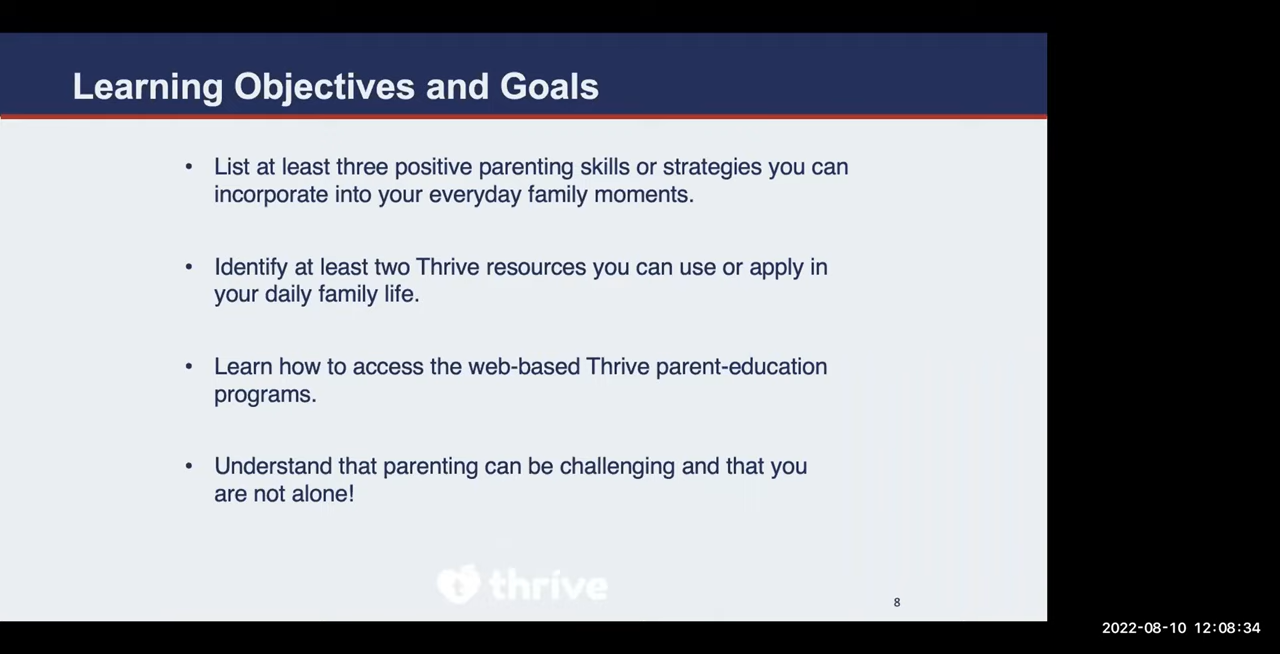 Learning Objectives and Goals
• List at least three positive parenting skills or strategies you can
incorporate into your everyday family moments.
• Identify at least two Thrive resources you can use or apply in
your daily family life.
• Learn how to access the web-based Thrive parent-education
programs.
• Understand that parenting can be challenging and that you
are not alone!
t thrive
8
2022-08-10 12:08:34